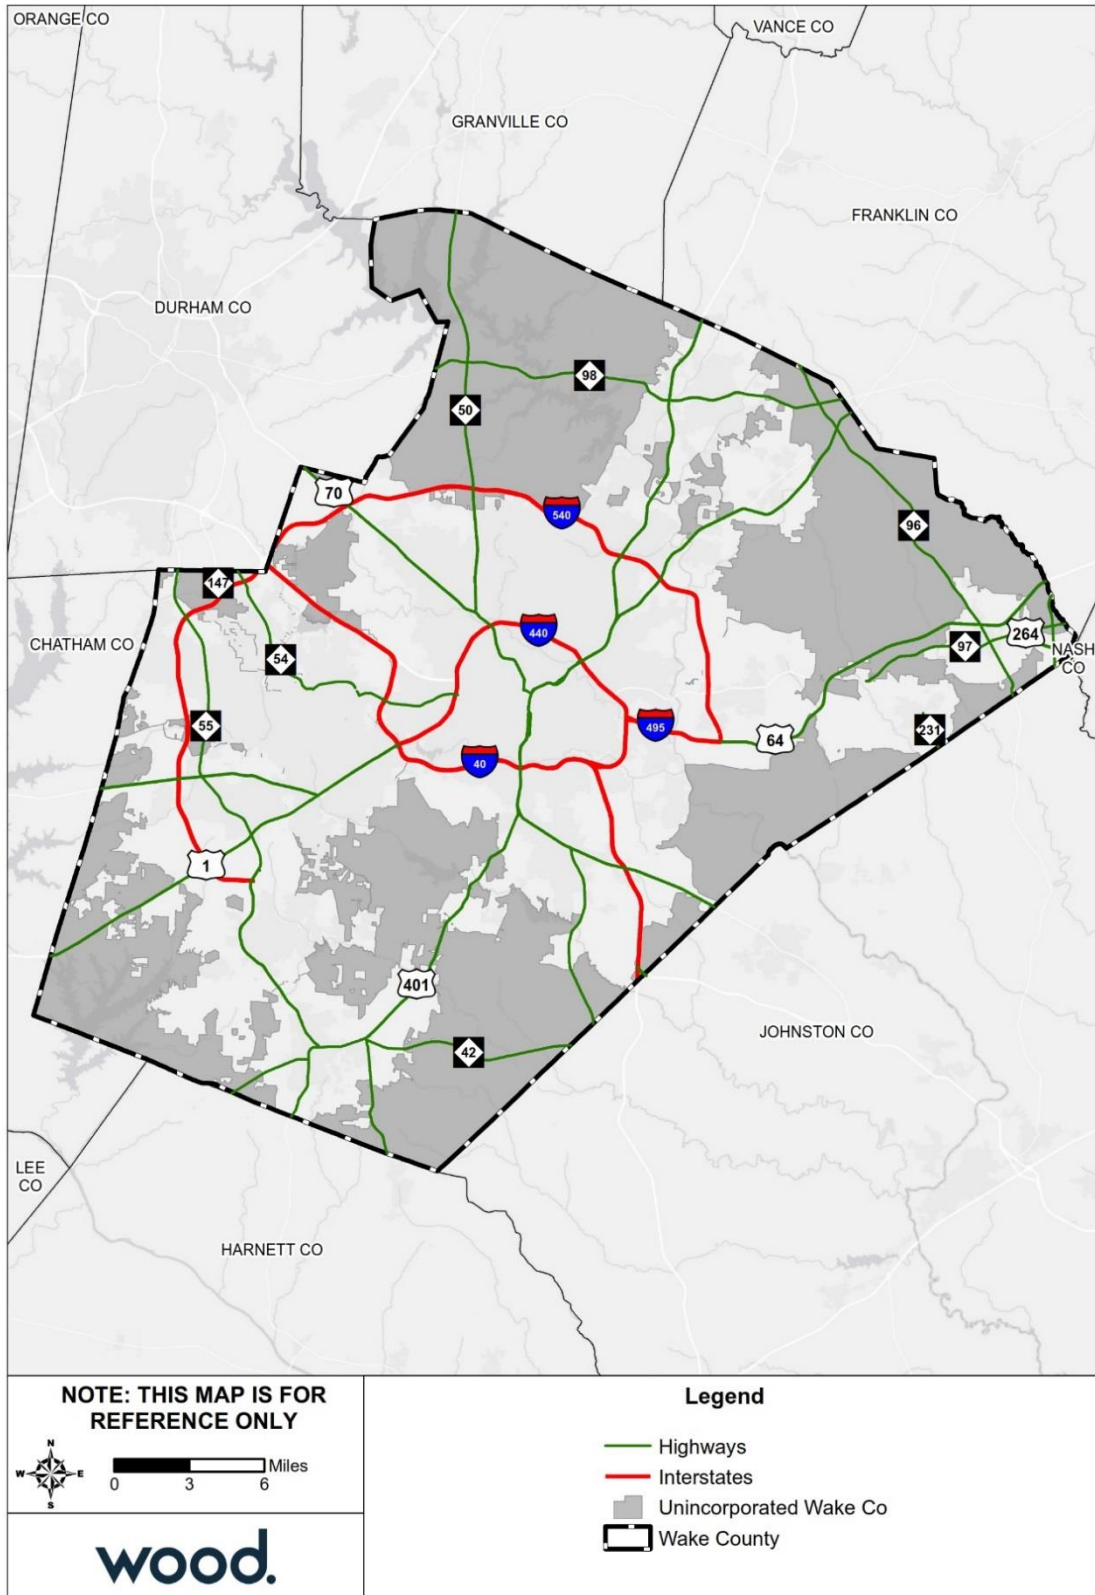 ORANGE CO
VANCE CO
GRANVILLE CO
FRANKLIN CO
DURHAM CO
98
50
70
540
96
147
440
CHATHAM CO
264
97
NASH
CO
54
55
495
231
64
40
1
401
JOHNSTON CO
42
LEE
CO
HARNETT CO
NOTE: THIS MAP IS FOR
REFERENCE ONLY
N
W E
S
Miles
0 3 6
wood.
Legend
Highways
Interstates
Unincorporated Wake Co
Wake County